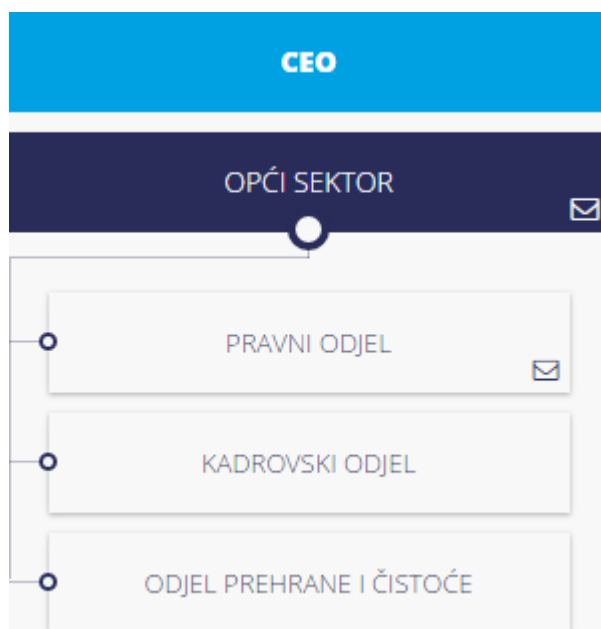 CEO
OPĆI SEKTOR
PRAVNI ODJEL
KADROVSKI ODJEL
ODJEL PREHRANE I ČISTOĆE